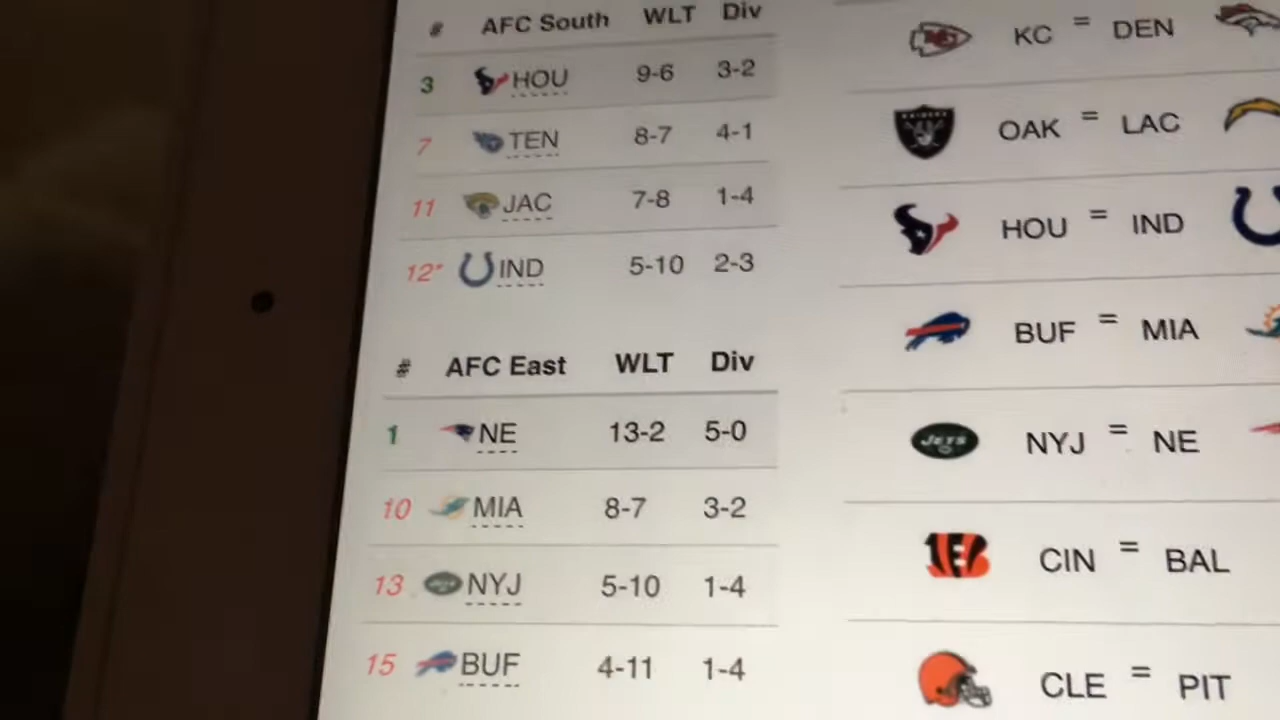 # AFC South WLT Div
3 HOU 9-6 3-2
7 TEN 8-7 4-1
11 JAC 7-8 1-4
12* IND 5-10 2-3
# AFC East WLT Div
1 NE 13-2 5-0
10 MIA 8-7 3-2
13 NYJ 5-10 1-4
15 BUF 4-11 1-4
KC = DEN
RAIDERS OAK = LAC
HOU = IND
BUF = MIA
JETS NYJ = NE
CIN = BAL
CLE = PIT